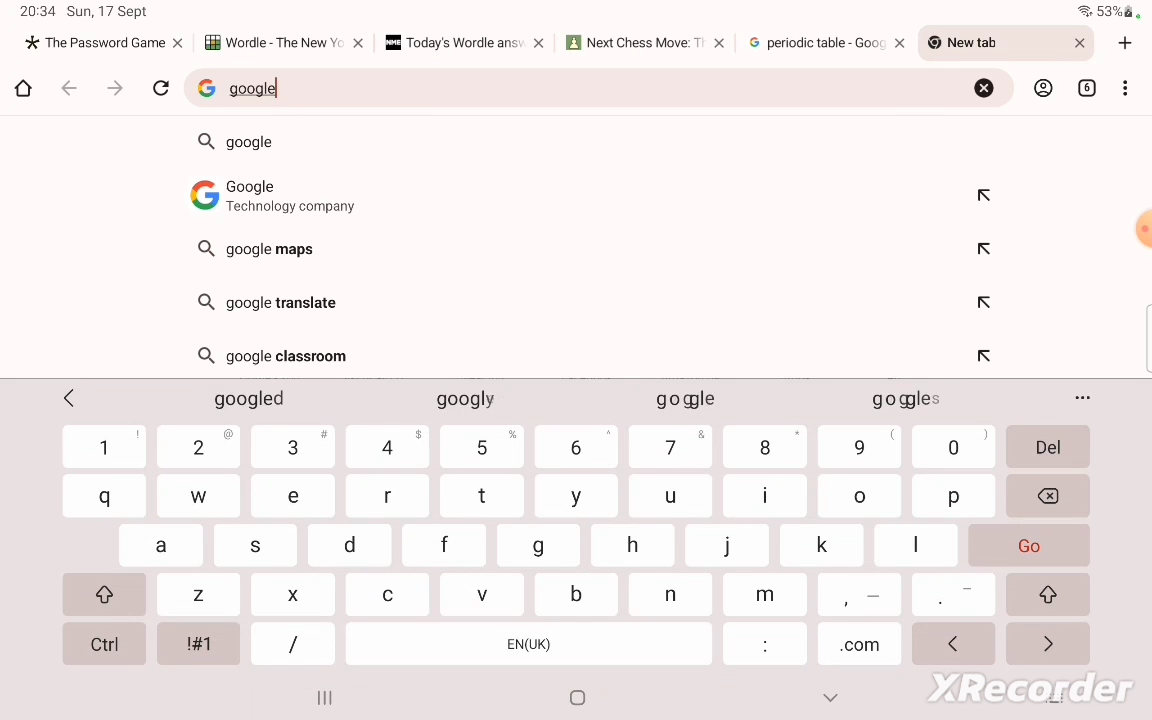 20:34 Sun, 17 Sept 53%
The Password Game Wordle - The New Yo NME Today's Wordle answ Next Chess Move: Th periodic table - Goog New tab
google 6
google
Google
Technology company
google maps
google translate
google classroom
googled googly goggle goggles
1 ! 2 @ 3 # 4 $ 5 % 6 ^ 7 & 8 * 9 ( 0 ) Del
q w e r t y u i o p
a s d f g h j k l Go
z x c v b n m , — . –
Ctrl !#1 / EN(UK) : .com < >
XRecorder